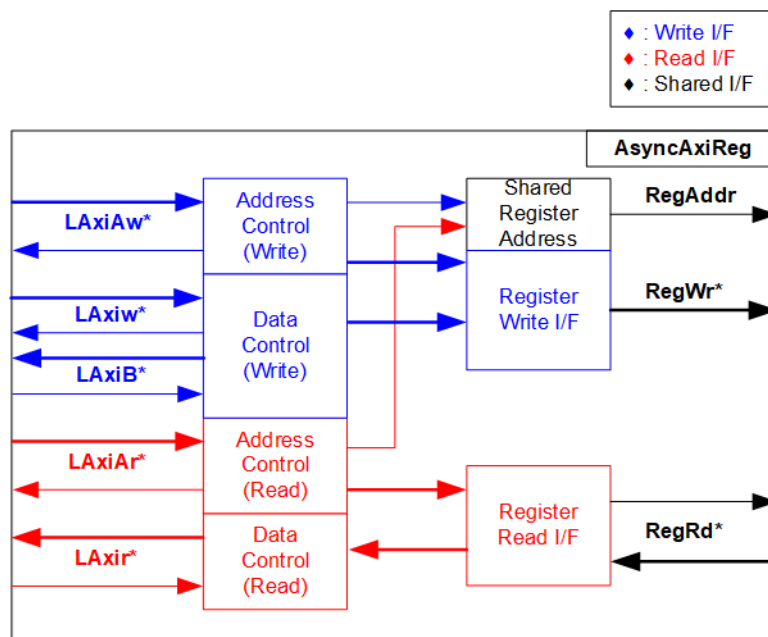 ♦ : Write I/F
♦ : Read I/F
♦ : Shared I/F
AsyncAxiReg
LAxiAw*
Address
Control
(Write)
Shared
Register
Address
RegAddr
LAxiw*
LAxiB*
Data
Control
(Write)
Register
Write I/F
RegWr*
LAxiAr*
Address
Control
(Read)
LAxir*
Data
Control
(Read)
Register
Read I/F
RegRd*